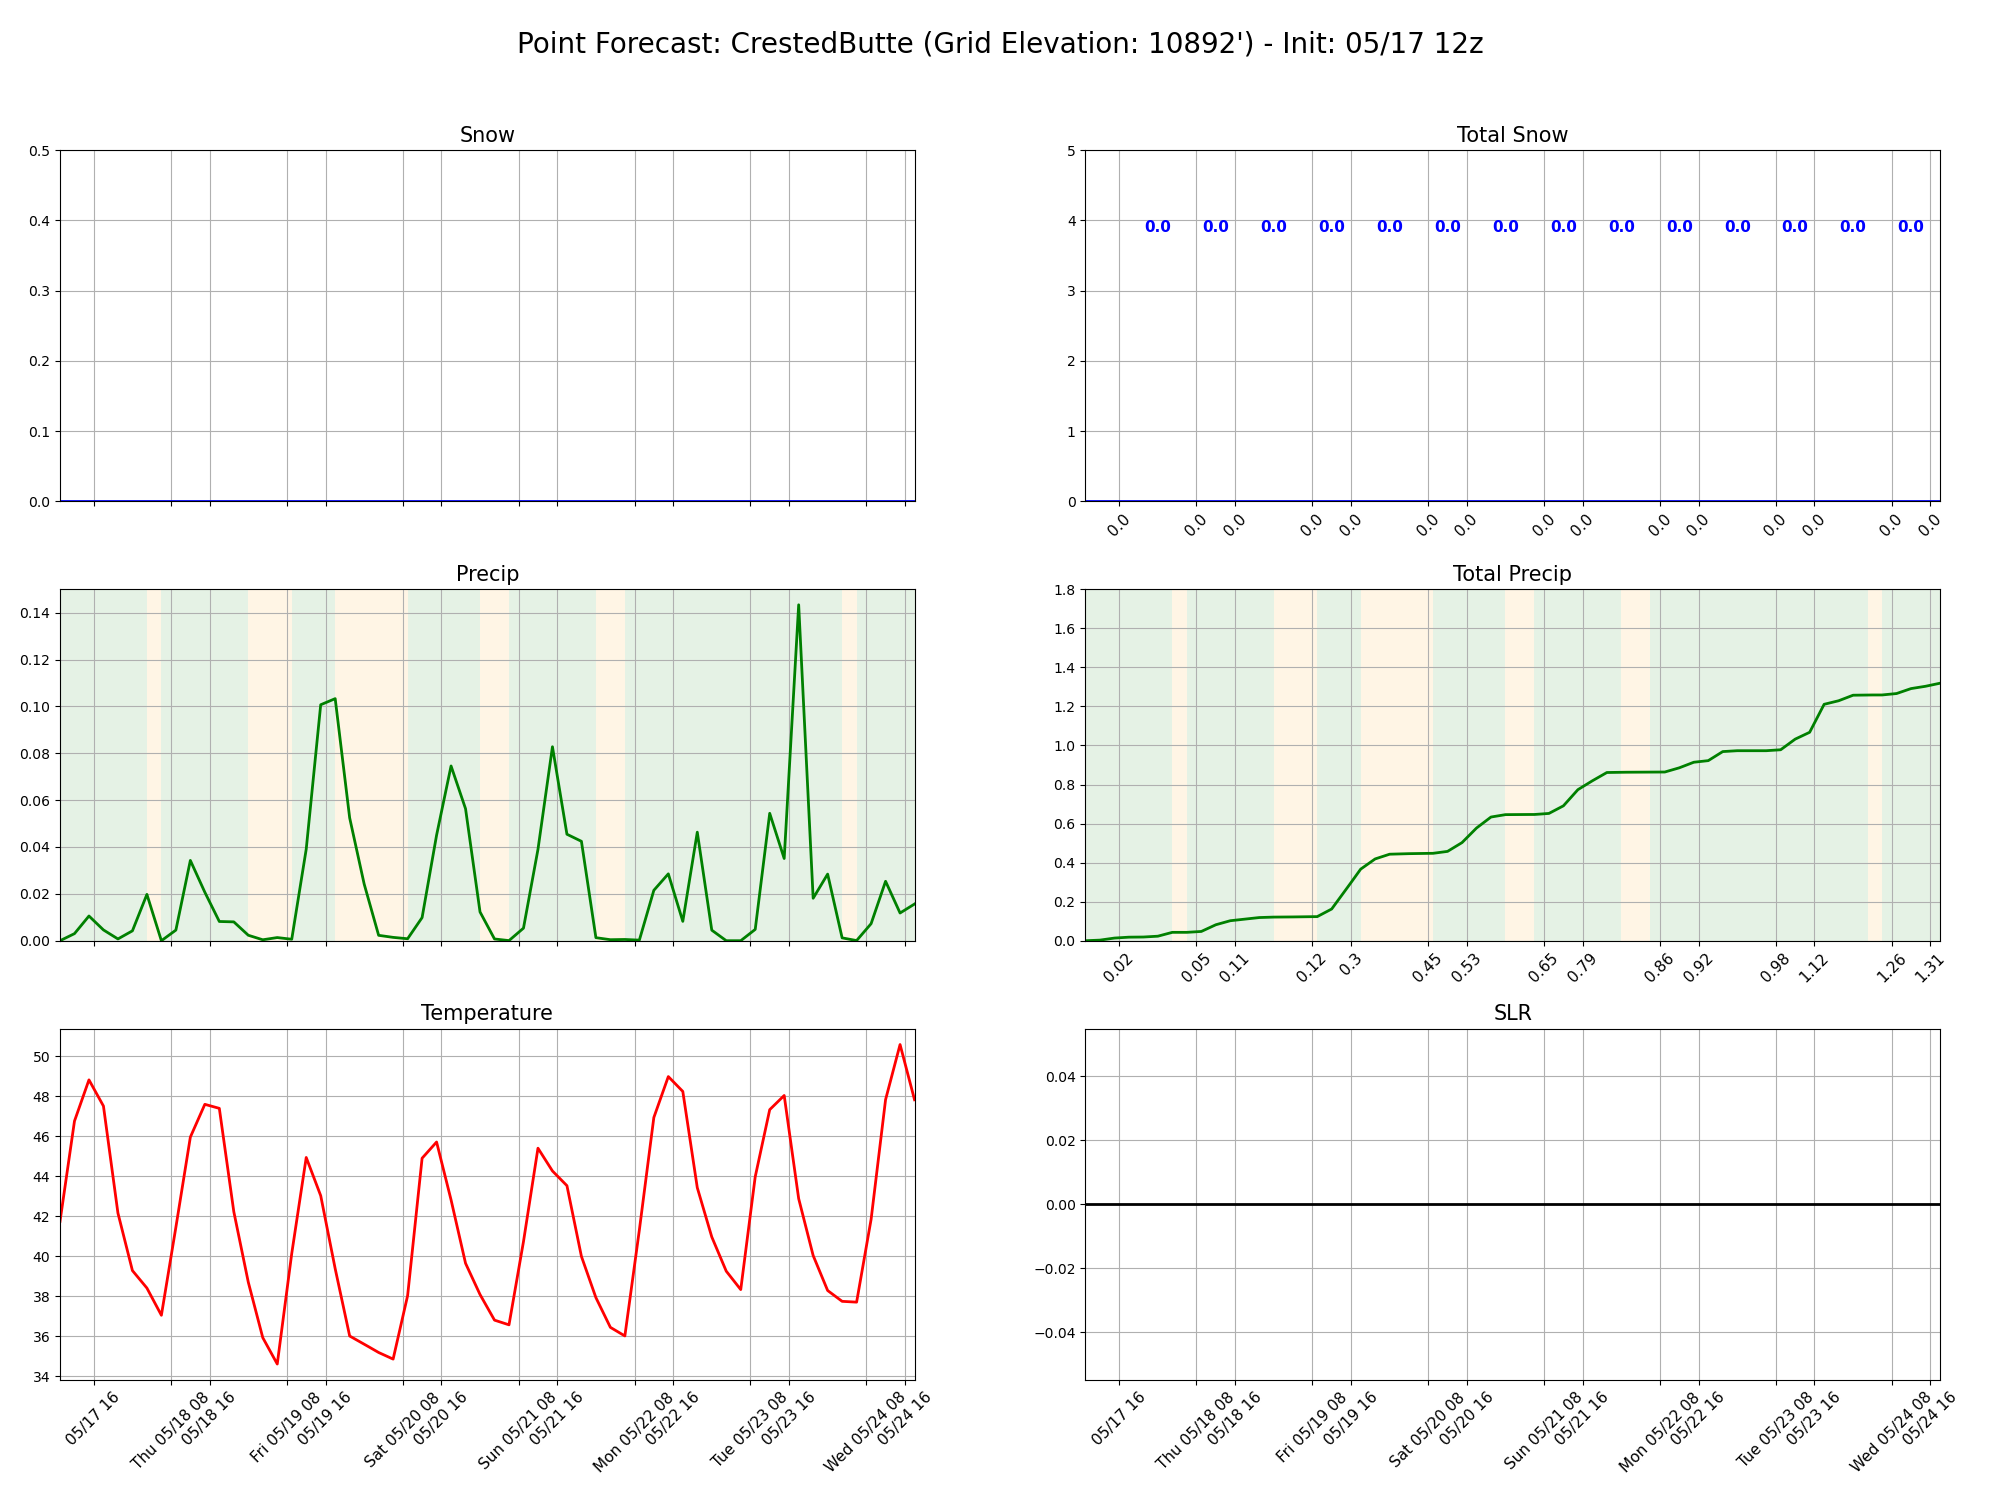 Point Forecast: CrestedButte (Grid Elevation: 10892') - Init: 05/17 12z
Snow
0.5
0.4
0.3
0.2
0.1
0.0
Total Snow
5
4
3
2
1
0
0.0 0.0 0.0 0.0 0.0 0.0 0.0 0.0 0.0 0.0 0.0 0.0 0.0 0.0
0.0 0.0 0.0 0.0 0.0 0.0 0.0 0.0 0.0 0.0 0.0 0.0 0.0 0.0 0.0
Precip
0.14
0.12
0.10
0.08
0.06
0.04
0.02
0.00
Total Precip
1.8
1.6
1.4
1.2
1.0
0.8
0.6
0.4
0.2
0.0
0.02 0.05 0.11 0.12 0.3 0.45 0.53 0.65 0.79 0.86 0.92 0.98 1.12 1.26 1.31
Temperature
50
48
46
44
42
40
38
36
34
05/17 16
Thu 05/18 08
05/18 16
Fri 05/19 08
05/19 16
Sat 05/20 08
05/20 16
Sun 05/21 08
05/21 16
Mon 05/22 08
05/22 16
Tue 05/23 08
05/23 16
Wed 05/24 08
05/24 16
SLR
0.04
0.02
0.00
−0.02
−0.04
05/17 16
Thu 05/18 08
05/18 16
Fri 05/19 08
05/19 16
Sat 05/20 08
05/20 16
Sun 05/21 08
05/21 16
Mon 05/22 08
05/22 16
Tue 05/23 08
05/23 16
Wed 05/24 08
05/24 16